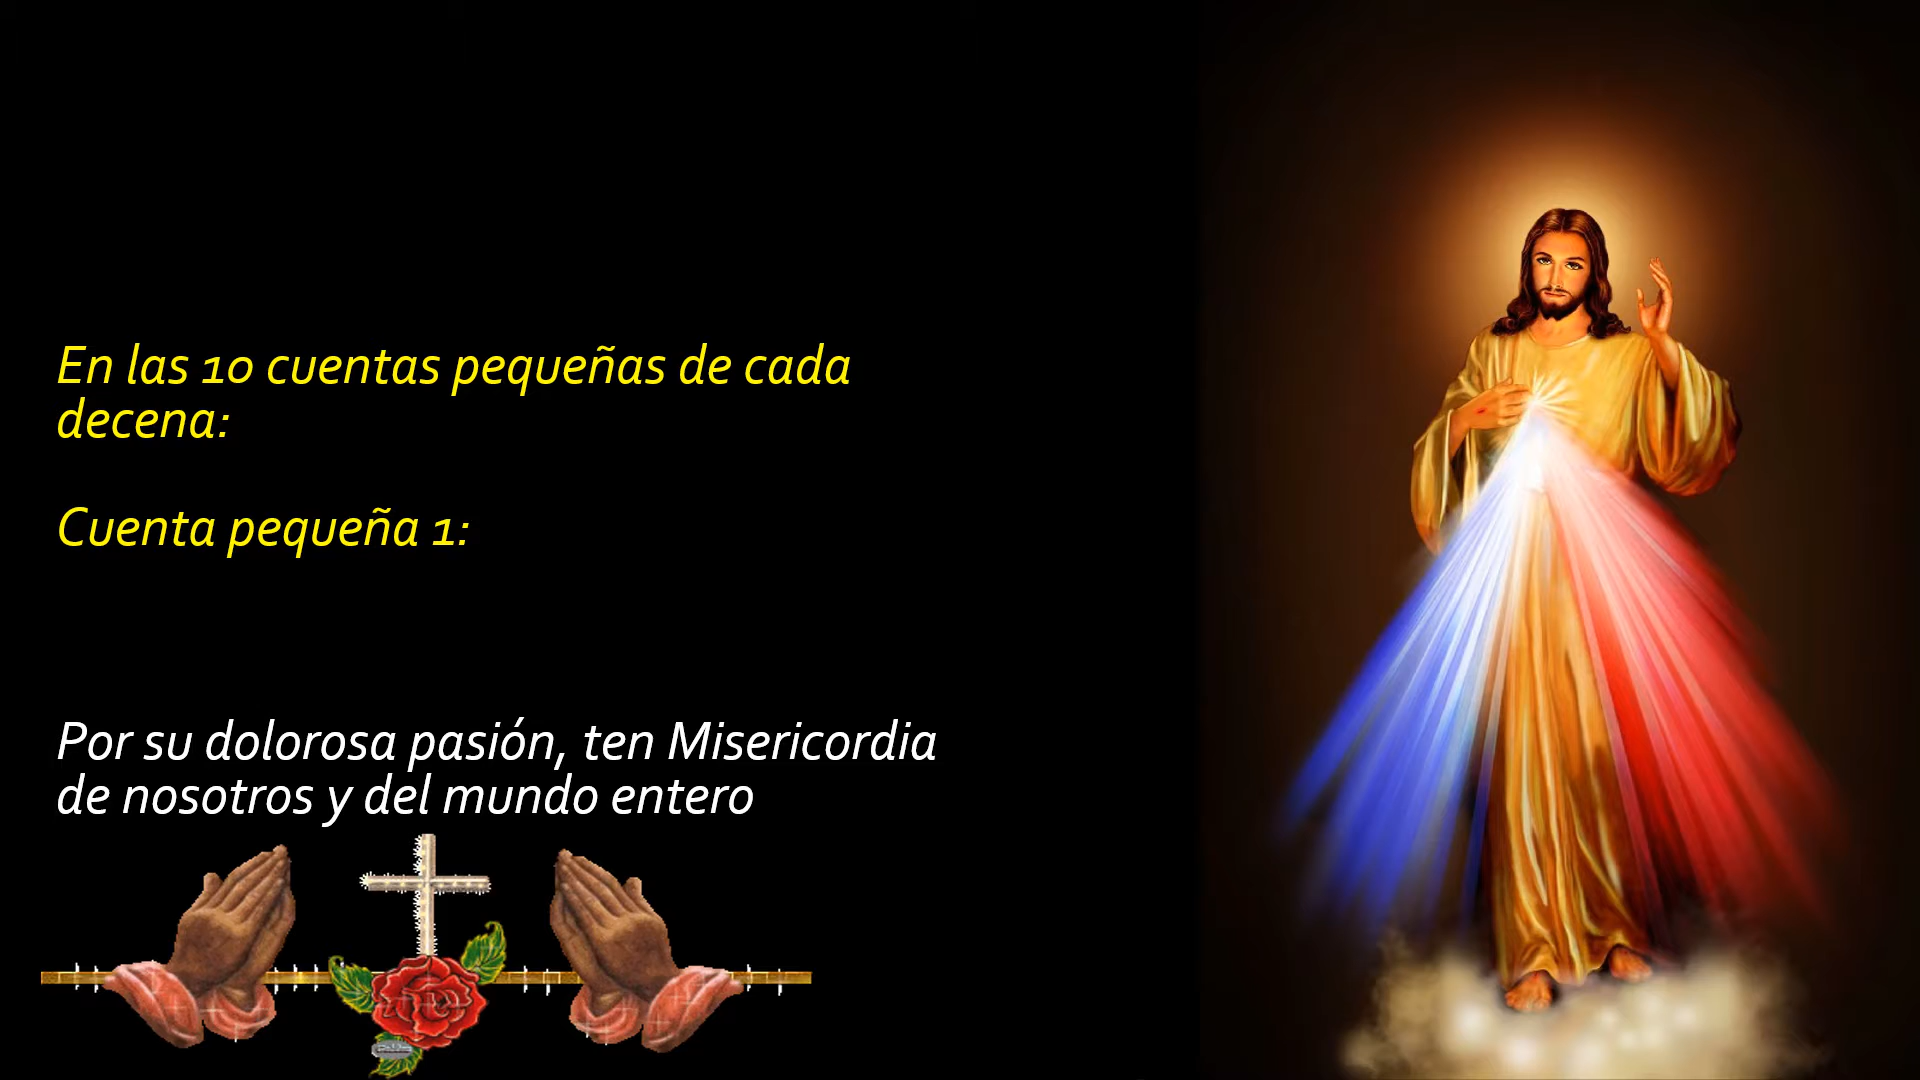 En las 10 cuentas pequeñas de cada
decena:
Cuenta pequeña 1:
Por su dolorosa pasión, ten Misericordia
de nosotros y del mundo entero